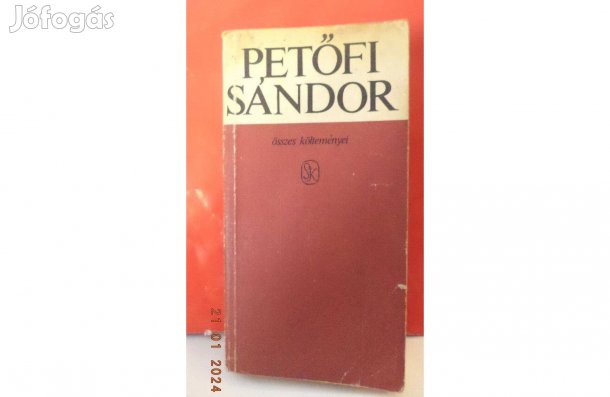 Jófogás
PETŐFI
SÁNDOR
összes költeményei
SK
21 01 2024